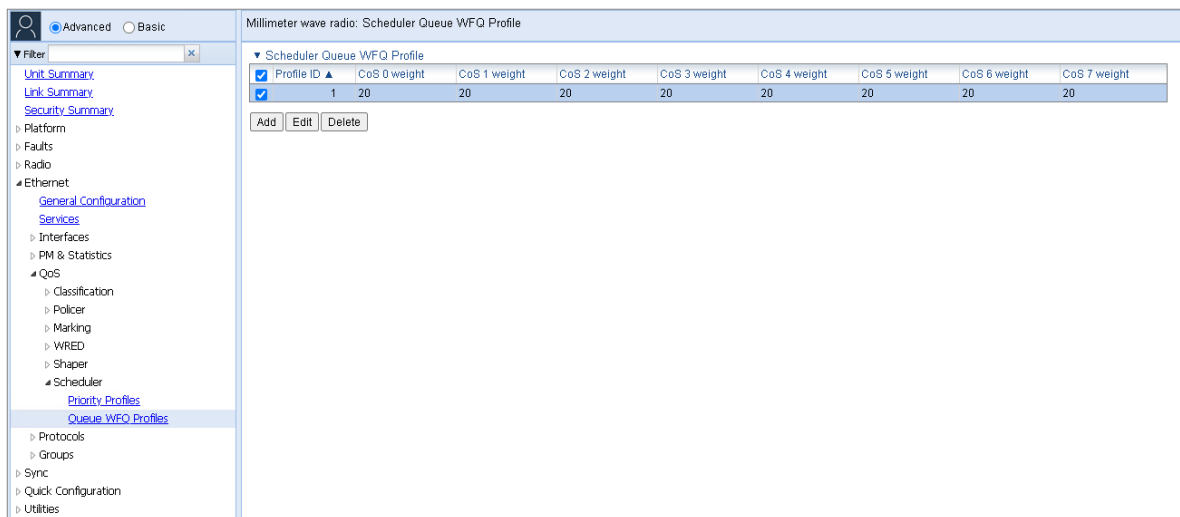 Advanced Basic
Millimeter wave radio: Scheduler Queue WFQ Profile
▼ Filter
Unit Summary
Link Summary
Security Summary
Platform
Faults
Radio
Ethernet
General Configuration
Services
Interfaces
PM & Statistics
QoS
Classification
Policer
Marking
WRED
Shaper
Scheduler
Priority Profiles
Queue WFQ Profiles
Protocols
Groups
Sync
Quick Configuration
Utilities
▼ Scheduler Queue WFQ Profile
Profile ID ▲ CoS 0 weight CoS 1 weight CoS 2 weight CoS 3 weight CoS 4 weight CoS 5 weight CoS 6 weight CoS 7 weight
1 20 20 20 20 20 20 20 20
Add Edit Delete